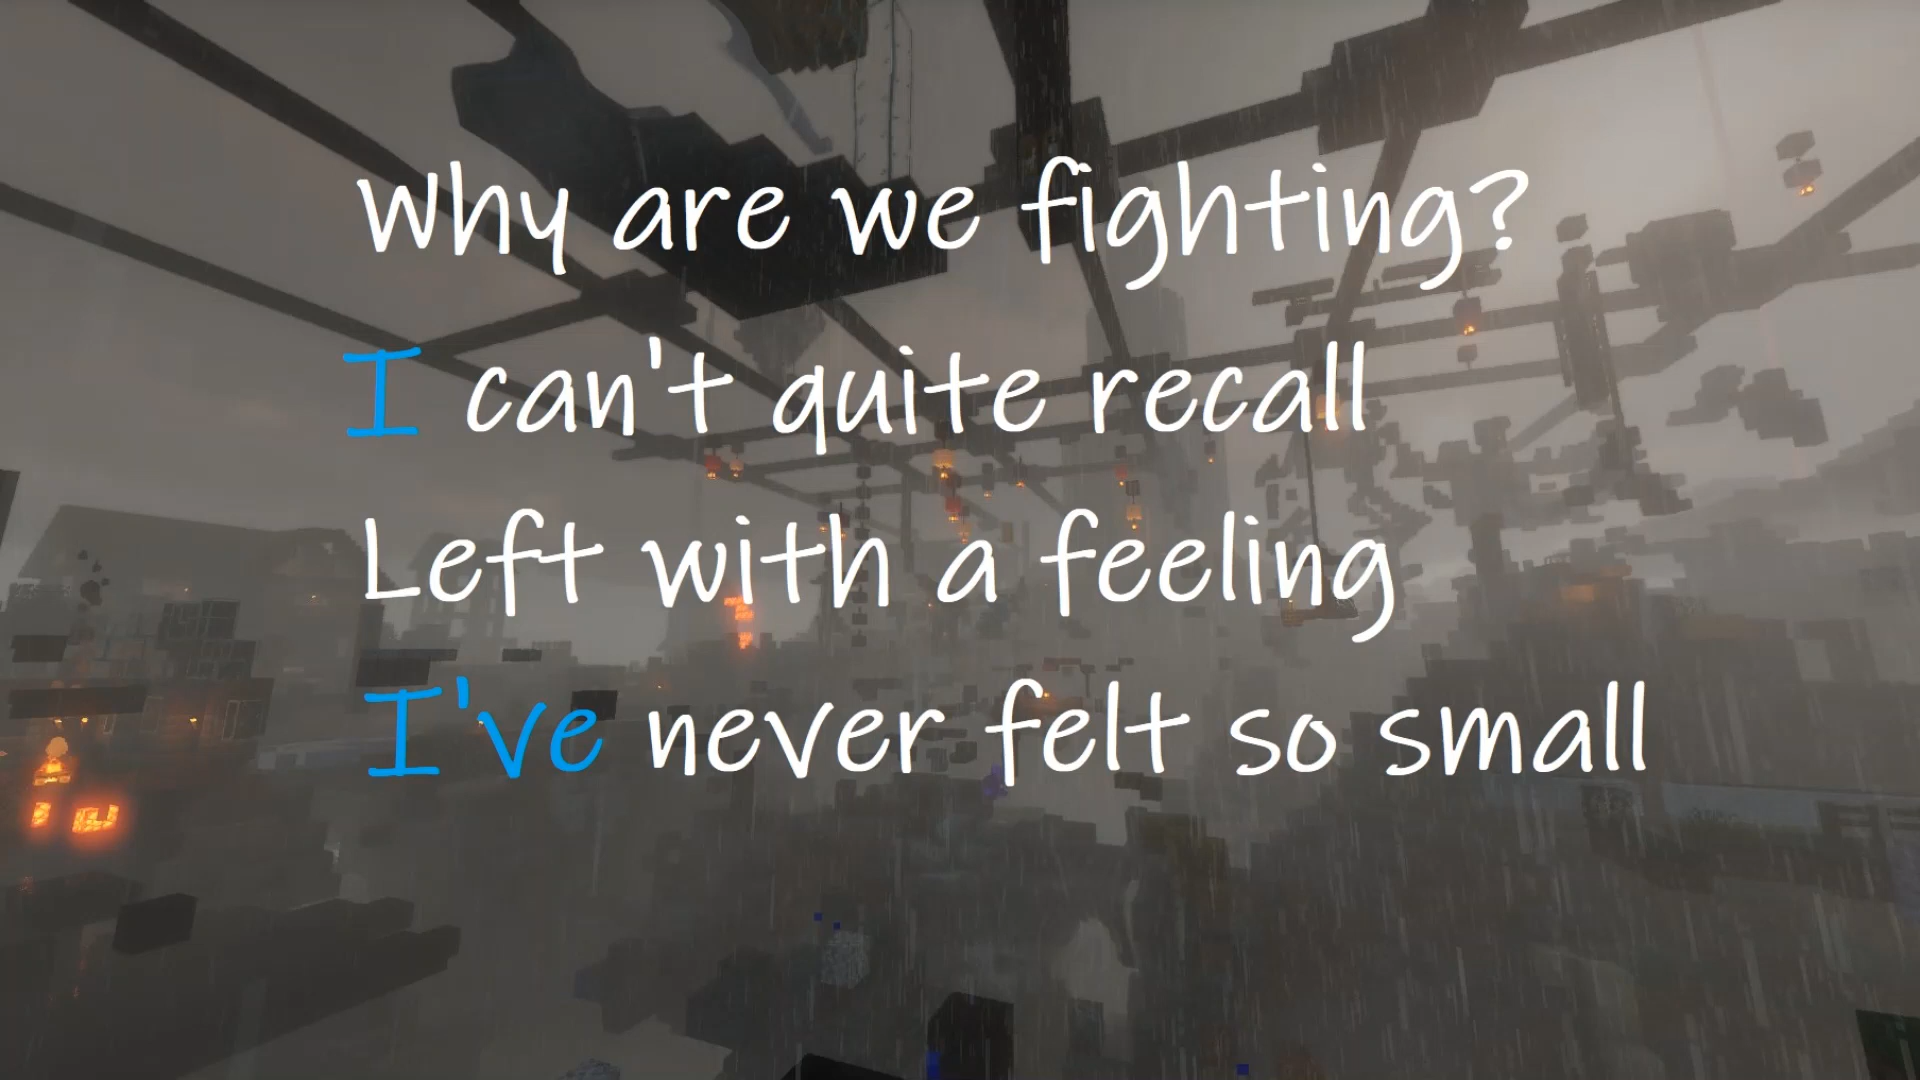 Why are we fighting?
I can't quite recall
Left with a feeling
I've never felt so small